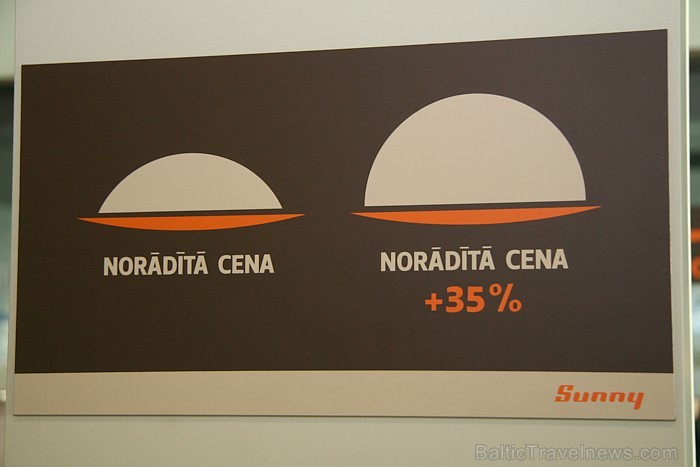 NORĀDĪTĀ CENA
NORĀDĪTĀ CENA
+35%
Sunny
BalticTravelnews.com